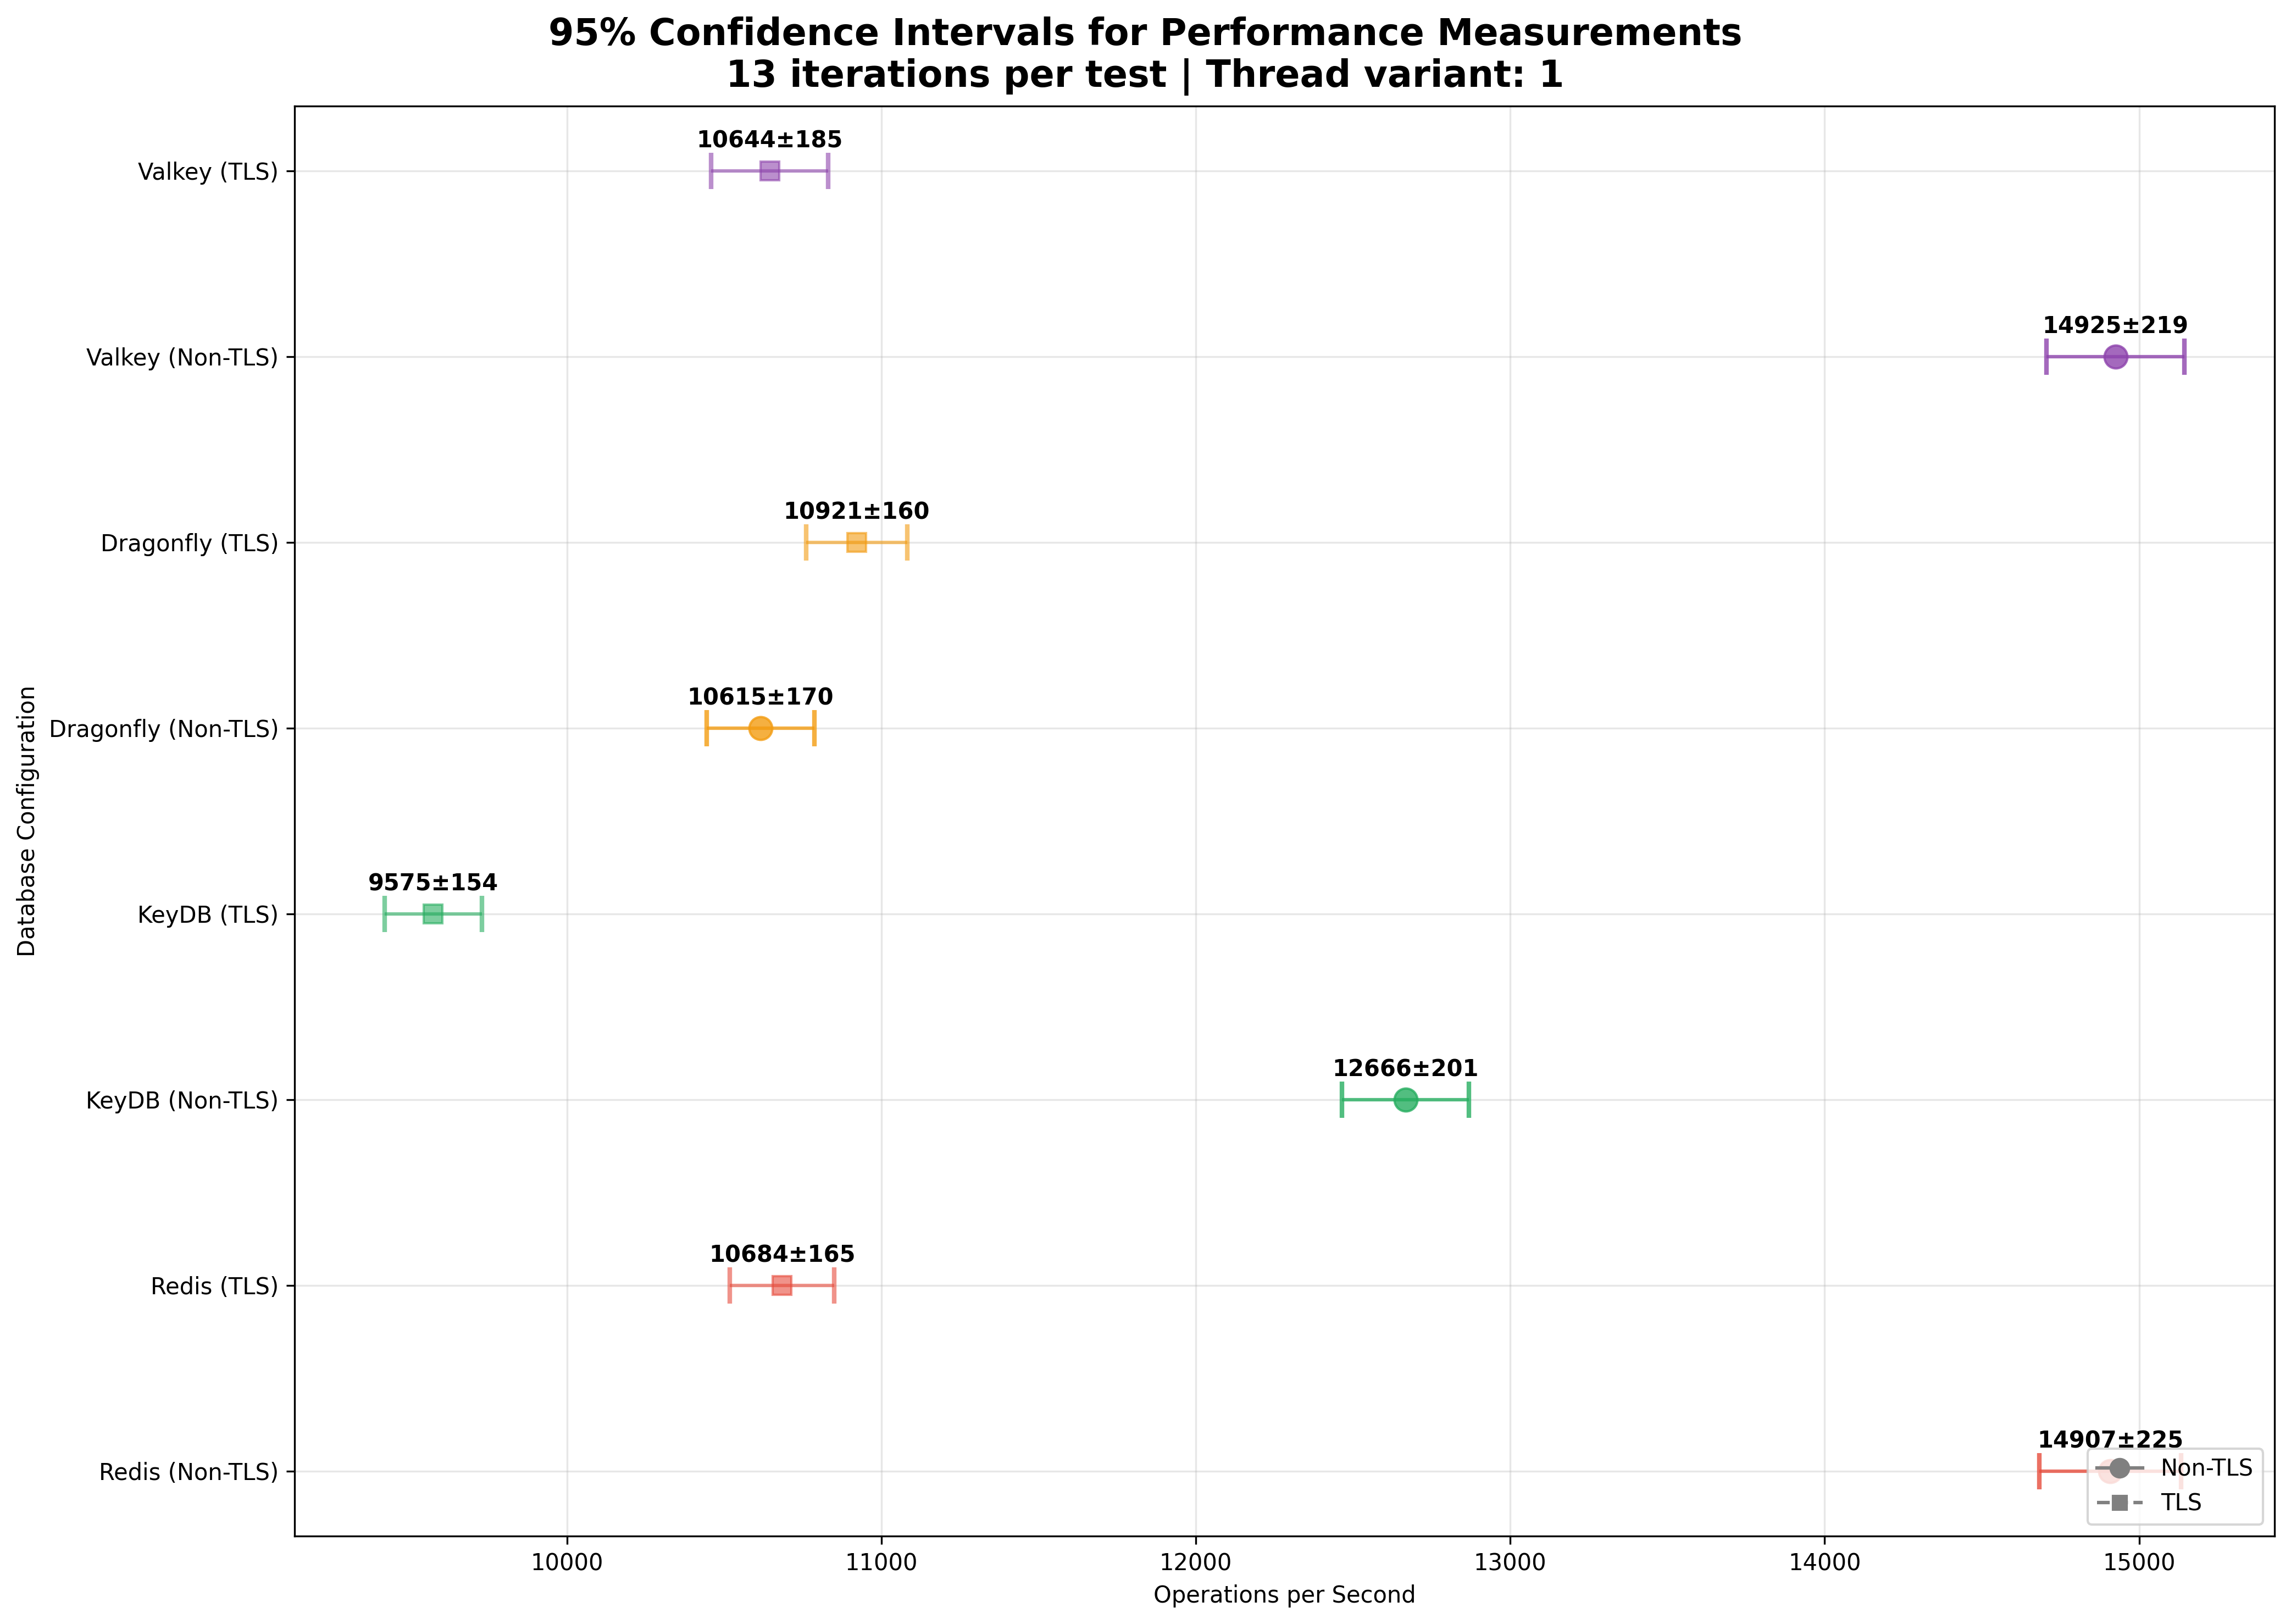 95% Confidence Intervals for Performance Measurements
13 iterations per test | Thread variant: 1
Database Configuration
Valkey (TLS)
10644±185
Valkey (Non-TLS)
14925±219
Dragonfly (TLS)
10921±160
Dragonfly (Non-TLS)
10615±170
KeyDB (TLS)
9575±154
KeyDB (Non-TLS)
12666±201
Redis (TLS)
10684±165
Redis (Non-TLS)
14907±225
Non-TLS
TLS
10000 11000 12000 13000 14000 15000
Operations per Second